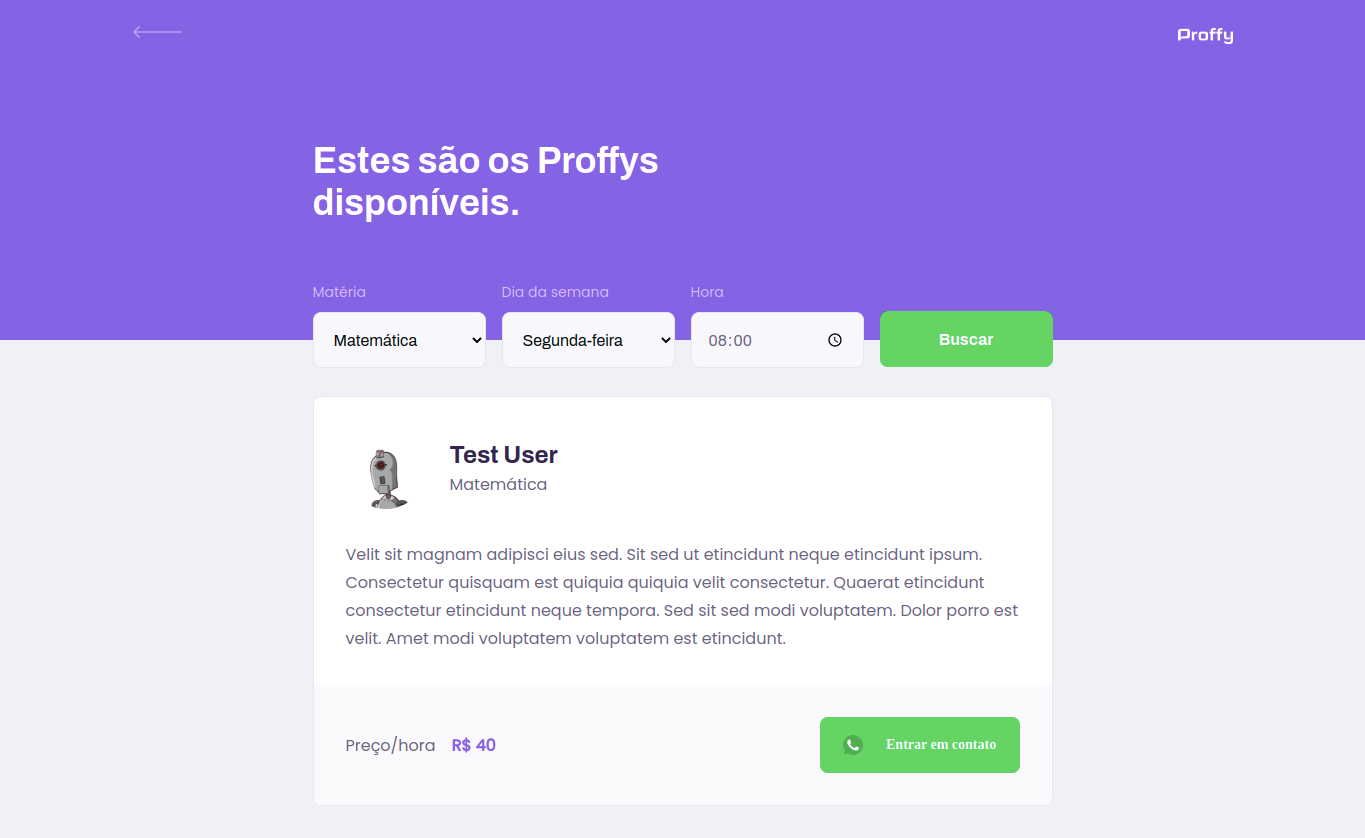 Proffy
Estes são os Proffys
disponíveis.
Matéria
Dia da semana
Hora
Matemática
Segunda-feira
08:00
Buscar
Test User
Matemática
Velit sit magnam adipisci eius sed. Sit sed ut etincidunt neque etincidunt ipsum.
Consectetur quisquam est quiquia quiquia velit consectetur. Quaerat etincidunt
consectetur etincidunt neque tempora. Sed sit sed modi voluptatem. Dolor porro est
velit. Amet modi voluptatem voluptatem est etincidunt.
Preço/hora
R$ 40
Entrar em contato